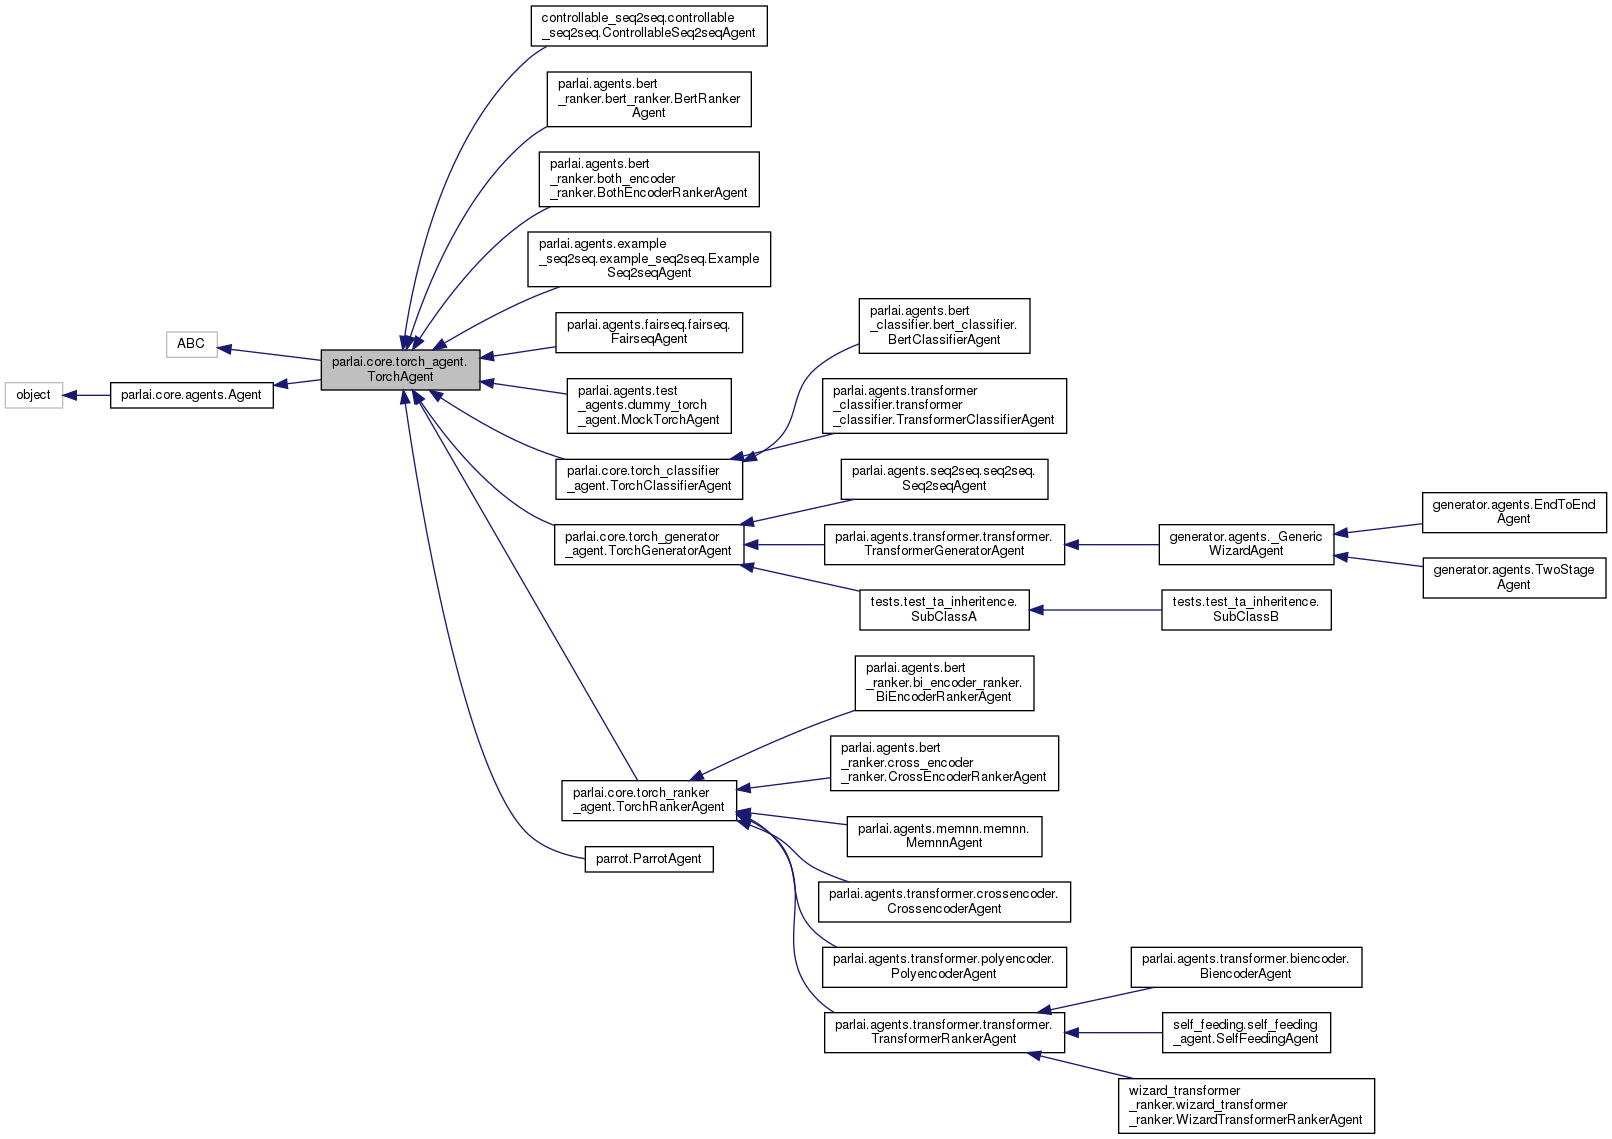 controllable_seq2seq.controllable
_seq2seq.ControllableSeq2seqAgent
parlai.agents.bert
_ranker.bert_ranker.BertRanker
Agent
parlai.agents.bert
_ranker.both_encoder
_ranker.BothEncoderRankerAgent
parlai.agents.example
_seq2seq.example_seq2seq.Example
Seq2seqAgent
parlai.agents.fairseq.fairseq.
FairseqAgent
ABC
object
parlai.core.agents.Agent
parlai.core.torch_agent.
TorchAgent
parlai.agents.test
_agents.dummy_torch
_agent.MockTorchAgent
parlai.agents.bert
_classifier.bert_classifier.
BertClassifierAgent
parlai.agents.transformer
_classifier.transformer
_classifier.TransformerClassifierAgent
parlai.core.torch_classifier
_agent.TorchClassifierAgent
parlai.agents.seq2seq.seq2seq.
Seq2seqAgent
parlai.core.torch_generator
_agent.TorchGeneratorAgent
parlai.agents.transformer.transformer.
TransformerGeneratorAgent
generator.agents._Generic
WizardAgent
generator.agents.EndToEnd
Agent
generator.agents.TwoStage
Agent
tests.test_ta_inheritence.
SubClassA
tests.test_ta_inheritence.
SubClassB
parlai.agents.bert
_ranker.bi_encoder_ranker.
BiEncoderRankerAgent
parlai.agents.bert
_ranker.cross_encoder
_ranker.CrossEncoderRankerAgent
parlai.core.torch_ranker
_agent.TorchRankerAgent
parlai.agents.memnn.memnn.
MemnnAgent
parrot.ParrotAgent
parlai.agents.transformer.crossencoder.
CrossencoderAgent
parlai.agents.transformer.polyencoder.
PolyencoderAgent
parlai.agents.transformer.transformer.
TransformerRankerAgent
parlai.agents.transformer.biencoder.
BiencoderAgent
self_feeding.self_feeding
_agent.SelfFeedingAgent
wizard_transformer
_ranker.wizard_transformer
_ranker.WizardTransformerRankerAgent